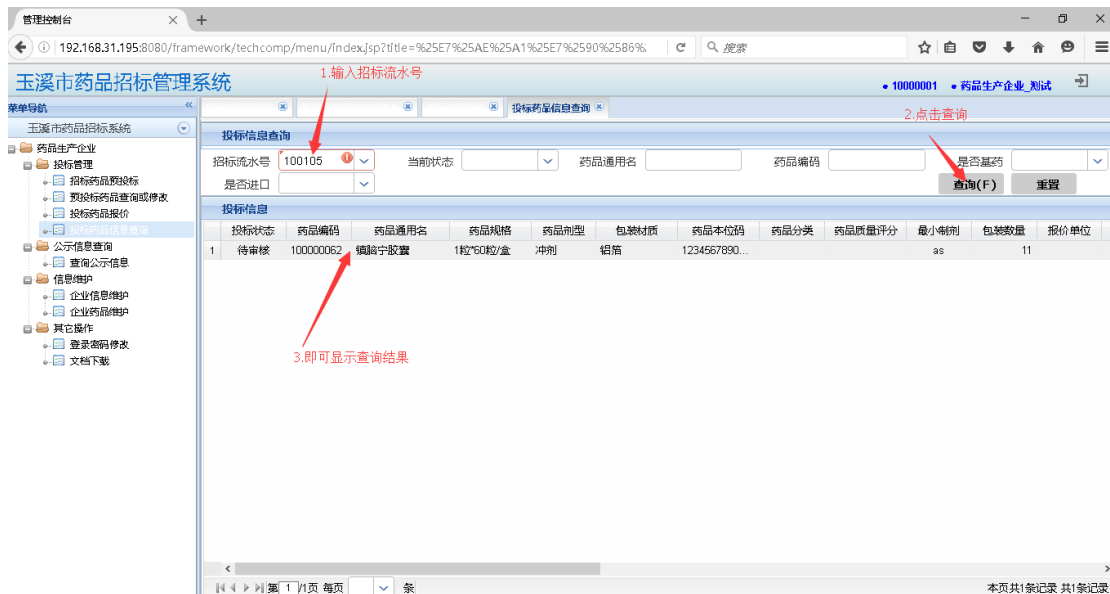 管理控制台
192.168.31.195:8080/framework/techcomp/menu/index.jsp?title=%25E7%25AE%25A1%25E7%2590%2586%
搜索
玉溪市药品招标管理系统
1.输入招标流水号
10000001 药品生产企业_测试
菜单导航
投标药品信息查询
2.点击查询
玉溪市药品招标系统
投标信息查询
药品生产企业
招标流水号 100105 当前状态 药品通用名 药品编码 是否基药
投标管理
招标药品预投标
是否进口 查询(F) 重置
预投标药品查询或修改
投标药品报价
投标信息
投标药品信息查询
投标状态 药品编码 药品通用名 药品规格 药品剂型 包装材质 药品本位码 药品分类 药品质量评分 最小制剂 包装数量 报价单位
公示信息查询
1 待审核 100000062 镇脑宁胶囊 1粒*50粒/盒 冲剂 铝箔 1234567890... as 11
查询公示信息
信息维护
企业信息维护
企业药品维护
其它操作
登录密码修改
3.即可显示查询结果
文档下载
第 1 /1页 每页 条
本页共1条记录 共1条记录